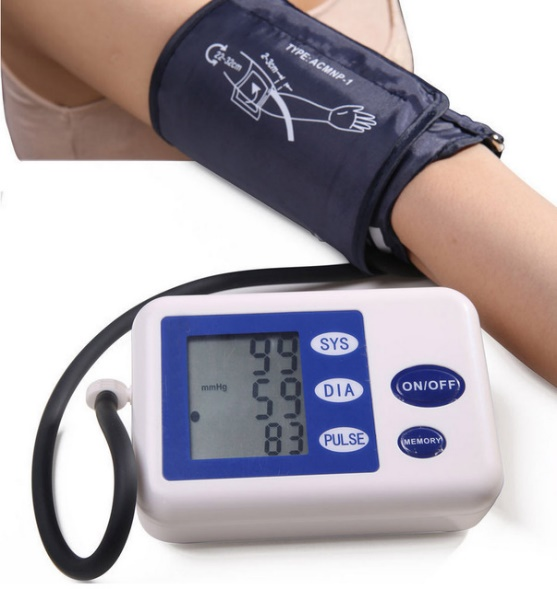 TYPE:ACMNP-1
2-3cm
22-32cm
99 SYS
mmHg
59 DIA
83 PULSE
ON/OFF
MEMORY